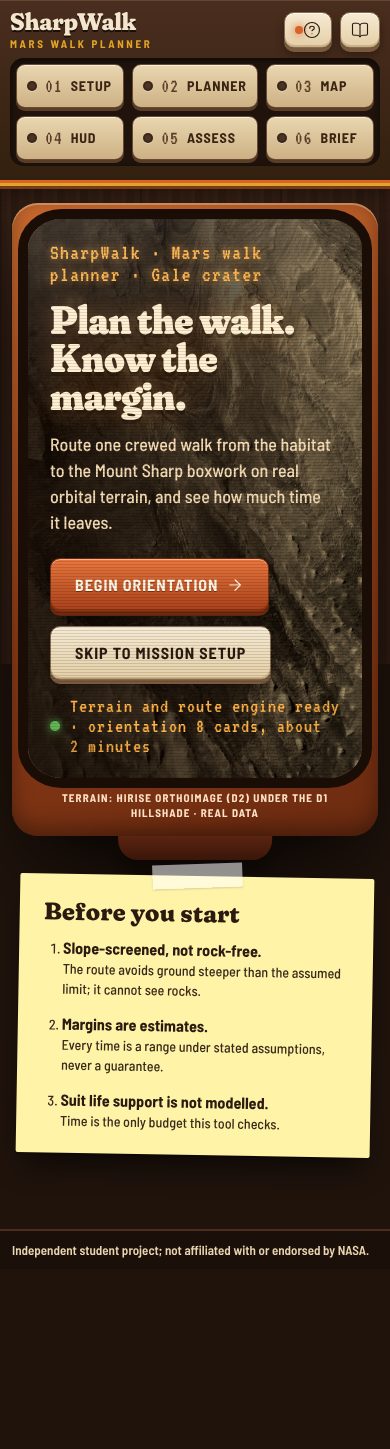 SharpWalk
MARS WALK PLANNER
01 SETUP
02 PLANNER
03 MAP
04 HUD
05 ASSESS
06 BRIEF
SharpWalk · Mars walk
planner · Gale crater
Plan the walk.
Know the
margin.
Route one crewed walk from the habitat
to the Mount Sharp boxwork on real
orbital terrain, and see how much time
it leaves.
BEGIN ORIENTATION →
SKIP TO MISSION SETUP
Terrain and route engine ready
· orientation 8 cards, about
2 minutes
TERRAIN: HIRISE ORTHOIMAGE (D2) UNDER THE D1
HILLSHADE · REAL DATA
Before you start
1. Slope-screened, not rock-free.
The route avoids ground steeper than the assumed
limit; it cannot see rocks.
2. Margins are estimates.
Every time is a range under stated assumptions,
never a guarantee.
3. Suit life support is not modelled.
Time is the only budget this tool checks.
Independent student project; not affiliated with or endorsed by NASA.